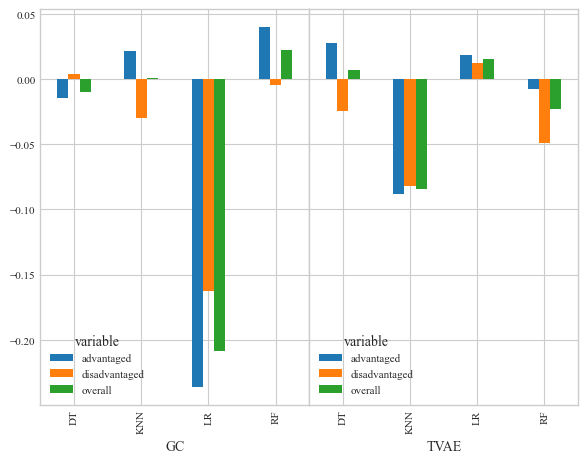 0.05
0.00
−0.05
−0.10
−0.15
−0.20
variable
advantaged
disadvantaged
overall
variable
advantaged
disadvantaged
overall
DT
KNN
LR
RF
DT
KNN
LR
RF
GC
TVAE